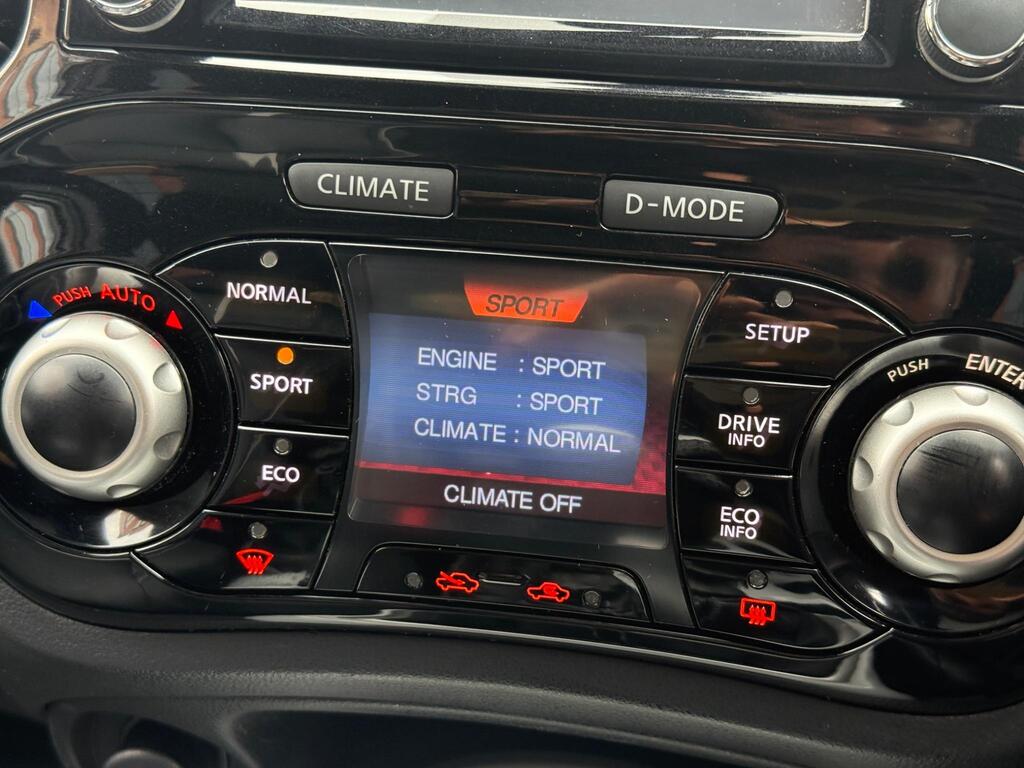 CLIMATE
D-MODE
PUSH AUTO
NORMAL
SPORT
ECO
SPORT
ENGINE : SPORT
STRG : SPORT
CLIMATE : NORMAL
CLIMATE OFF
SETUP
DRIVE
INFO
ECO
INFO
PUSH ENTER